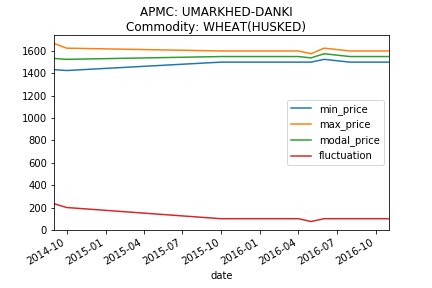 APMC: UMARKHED-DANKI
Commodity: WHEAT(HUSKED)
1600
1400
1200
1000
800
600
400
200
0
min_price
max_price
modal_price
fluctuation
2014-10
2015-01
2015-04
2015-07
2015-10
2016-01
2016-04
2016-07
2016-10
date